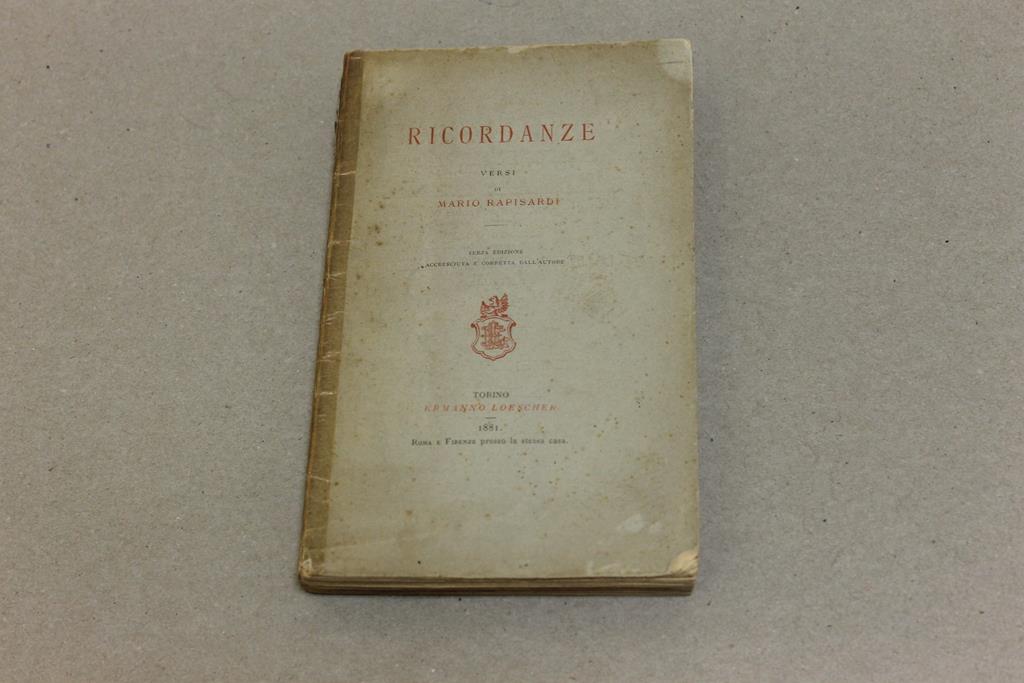 RICORDANZE
VERSI
DI
MARIO RAPISARDI
TERZA EDIZIONE
ACCRESCIUTA E CORRETTA DALL'AUTORE
TORINO
ERMANNO LOESCHER
1881.
ROMA E FIRENZE presso la stessa casa.